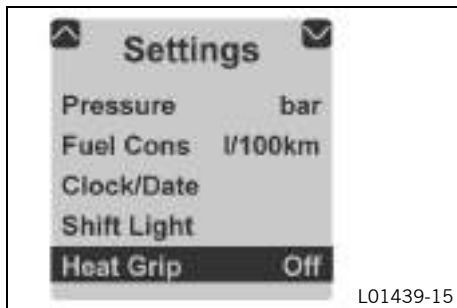 Settings
Pressure bar
Fuel Cons l/100km
Clock/Date
Shift Light
Heat Grip Off
L01439-15